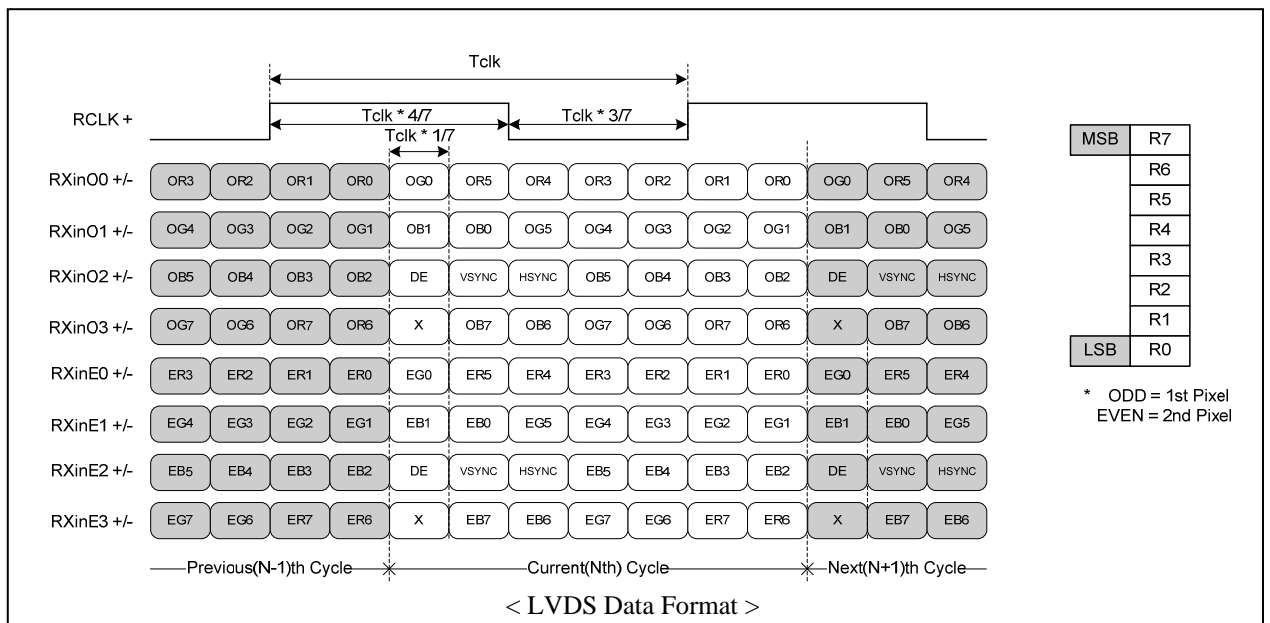 Tclk
RCLK +
Tclk * 4/7
Tclk * 3/7
Tclk * 1/7
RXinO0 +/- OR3 OR2 OR1 OR0 OG0 OR5 OR4 OR3 OR2 OR1 OR0 OG0 OR5 OR4
RXinO1 +/- OG4 OG3 OG2 OG1 OB1 OB0 OG5 OG4 OG3 OG2 OG1 OB1 OB0 OG5
RXinO2 +/- OB5 OB4 OB3 OB2 DE VSYNC HSYNC OB5 OB4 OB3 OB2 DE VSYNC HSYNC
RXinO3 +/- OG7 OG6 OR7 OR6 X OB7 OB6 OG7 OG6 OR7 OR6 X OB7 OB6
RXinE0 +/- ER3 ER2 ER1 ER0 EG0 ER5 ER4 ER3 ER2 ER1 ER0 EG0 ER5 ER4
RXinE1 +/- EG4 EG3 EG2 EG1 EB1 EB0 EG5 EG4 EG3 EG2 EG1 EB1 EB0 EG5
RXinE2 +/- EB5 EB4 EB3 EB2 DE VSYNC HSYNC EB5 EB4 EB3 EB2 DE VSYNC HSYNC
RXinE3 +/- EG7 EG6 ER7 ER6 X EB7 EB6 EG7 EG6 ER7 ER6 X EB7 EB6
Previous(N-1)th Cycle Current(Nth) Cycle Next(N+1)th Cycle
MSB R7
R6
R5
R4
R3
R2
R1
LSB R0
* ODD = 1st Pixel
EVEN = 2nd Pixel
< LVDS Data Format >